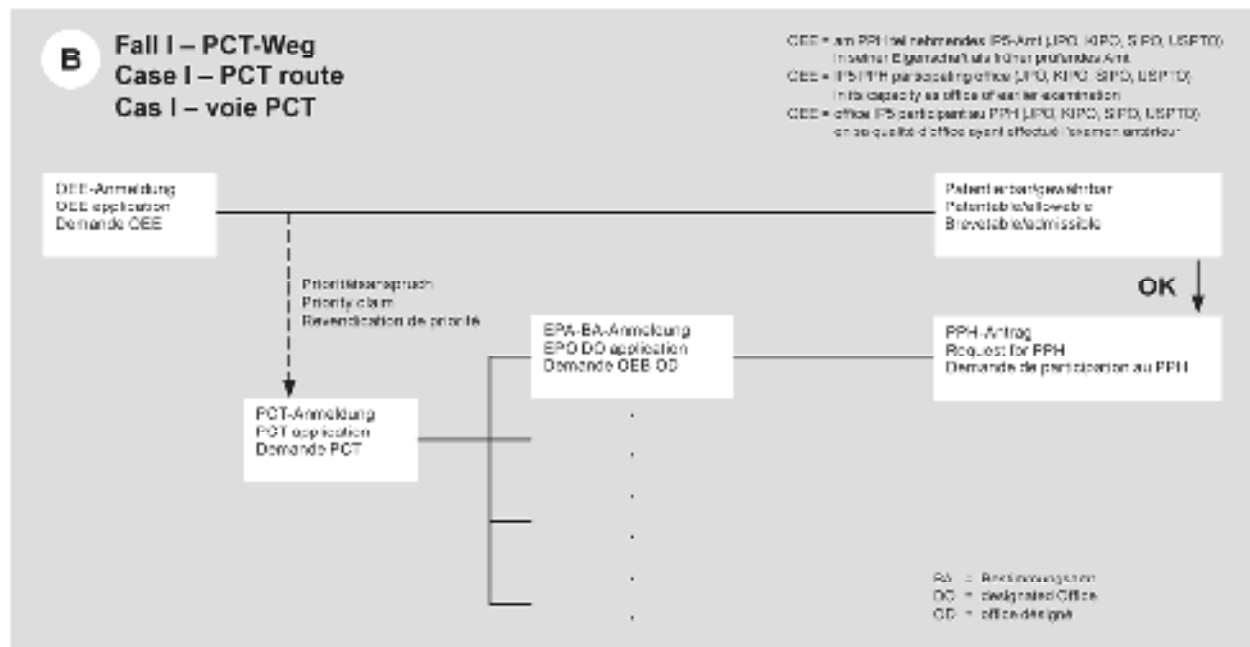 B
Fall I – PCT-Weg
Case I – PCT route
Cas I – voie PCT
OEE = am PPH teilnehmendes IP5-Amt (JPO, KIPO, SIPO, USPTO)
in seiner Eigenschaft als früher prüfendes Amt
OEE = IP5 PPH participating office (JPO, KIPO, SIPO, USPTO)
in its capacity as office of earlier examination
OEE = office IP5 participant au PPH (JPO, KIPO, SIPO, USPTO)
en sa qualité d'office ayant effectué l'examen antérieur
OEE-Anmeldung
OEE application
Demande OEE
Patentierbar/gewährbar
Patentable/allowable
Brevetable/admissible
Prioritätsanspruch
Priority claim
Revendication de priorité
OK
EPA-BA-Anmeldung
EPO DO application
Demande OEB OD
PPH-Antrag
Request for PPH
Demande de participation au PPH
PCT-Anmeldung
PCT application
Demande PCT
BA = Bestimmungsamt
DO = designated Office
OD = office désigné